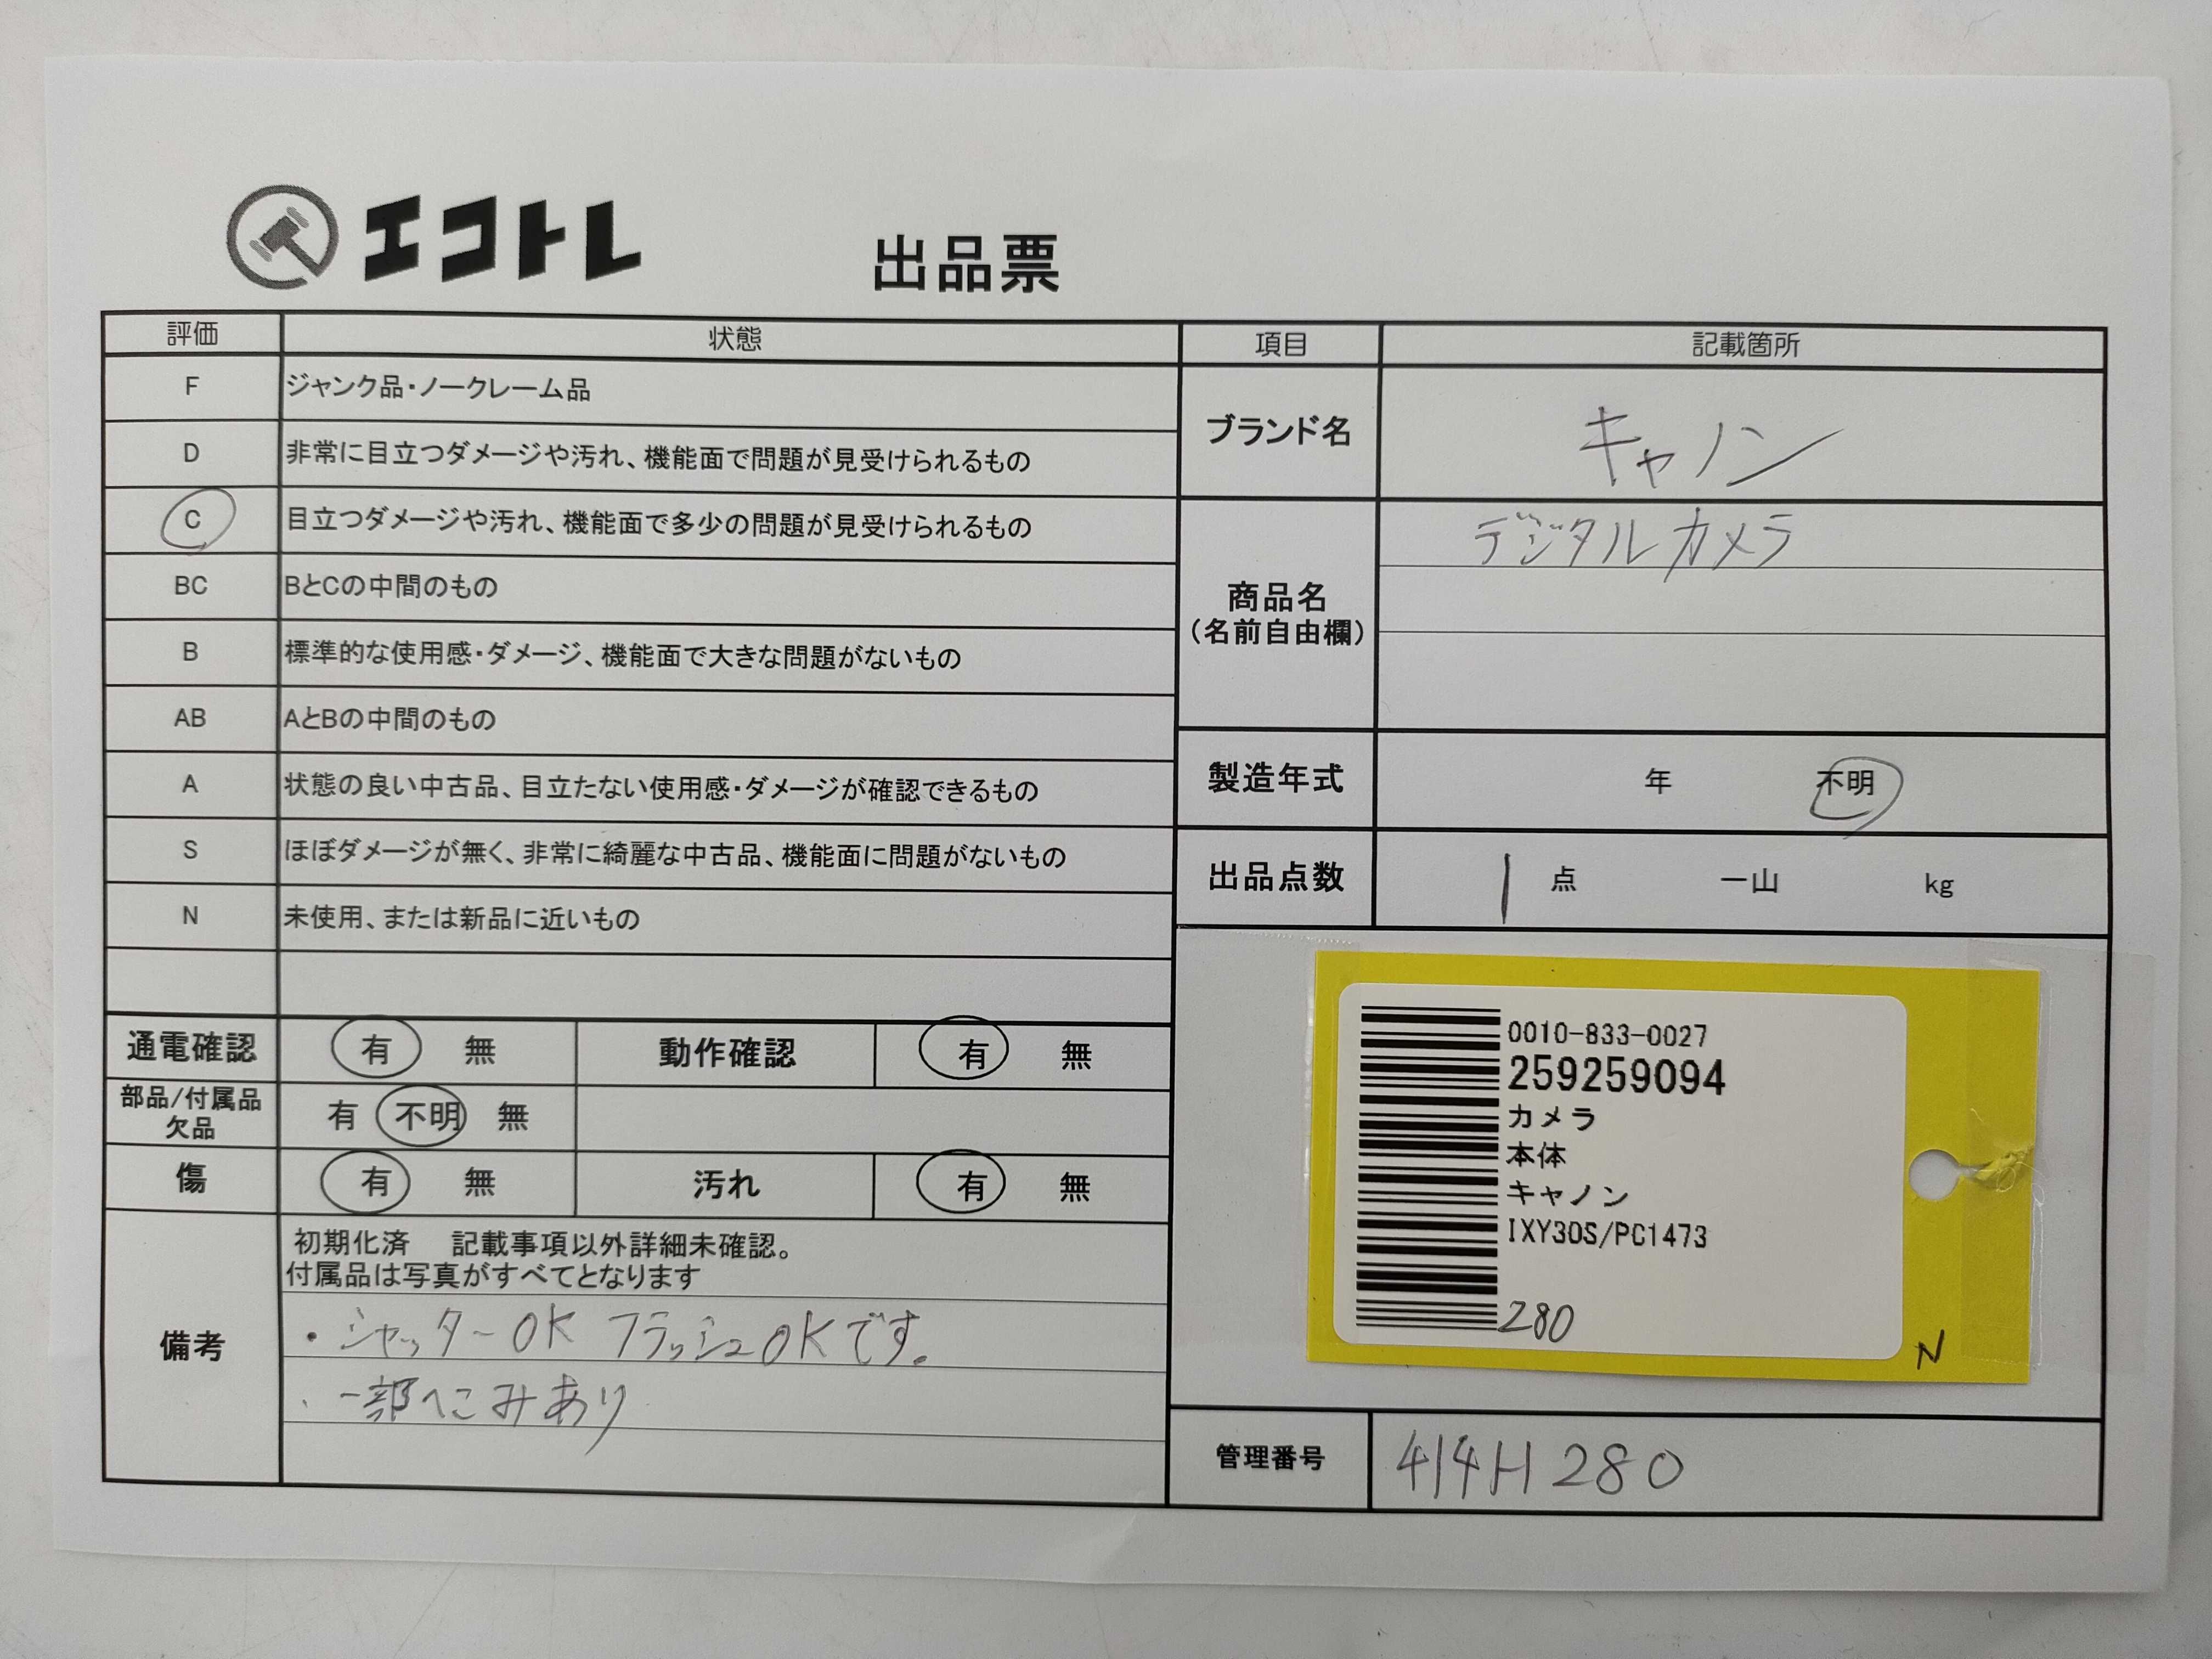 エコトレ
出品票
評価 状態
F ジャンク品・ノークレーム品
D 非常に目立つダメージや汚れ、機能面で問題が見受けられるもの
C 目立つダメージや汚れ、機能面で多少の問題が見受けられるもの
BC BとCの中間のもの
B 標準的な使用感・ダメージ、機能面で大きな問題がないもの
AB AとBの中間のもの
A 状態の良い中古品、目立たない使用感・ダメージが確認できるもの
S ほぼダメージが無く、非常に綺麗な中古品、機能面に問題がないもの
N 未使用、または新品に近いもの
通電確認 有 無 動作確認 有 無
部品/付属品
欠品 有 不明 無
傷 有 無 汚れ 有 無
備考
初期化済 記載事項以外詳細未確認。
付属品は写真がすべてとなります
・シャッターOK フラッシュOKです。
・一部へこみあり
項目 記載箇所
ブランド名 キャノン
商品名
(名前自由欄)
デジタルカメラ
製造年式 年 不明
出品点数 1 点 一山 kg
0010-833-0027
259259094
カメラ
本体
キャノン
IXY30S/PC1473
280
N
管理番号 414H280